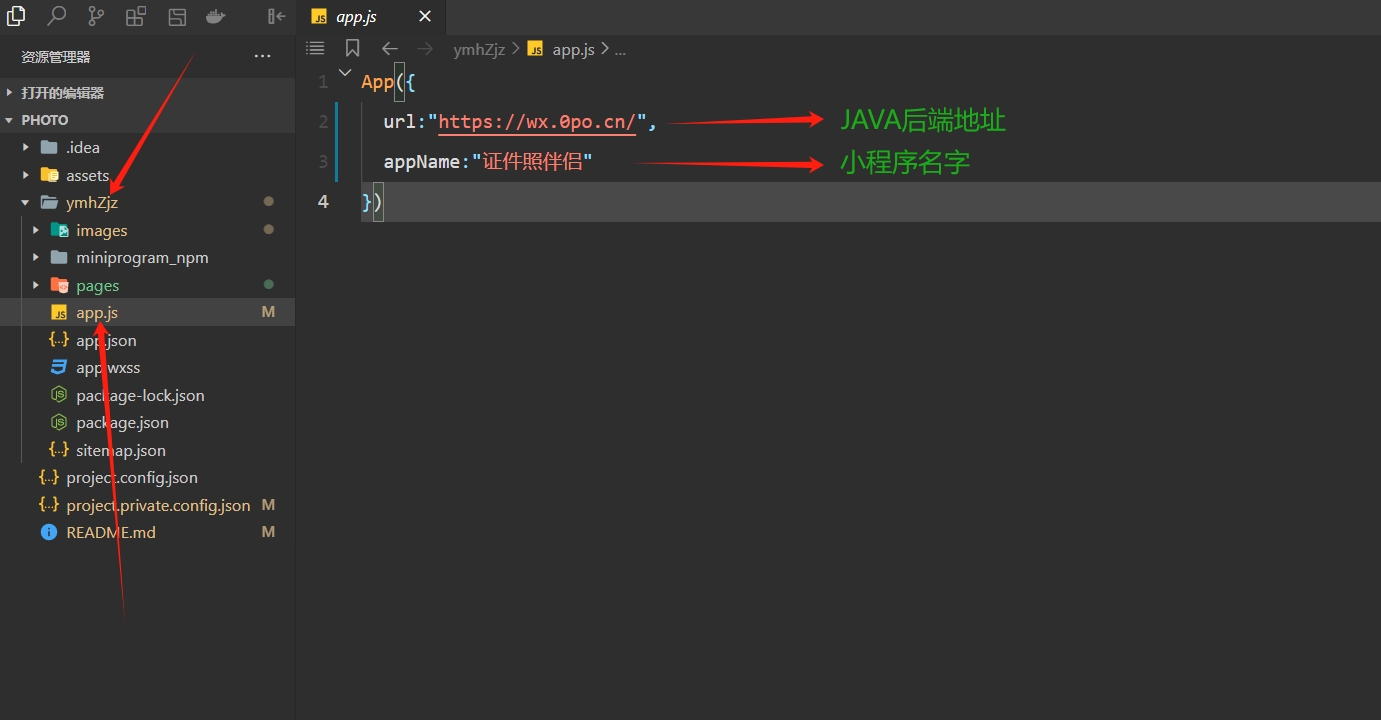 app.js
资源管理器
ymhZjz app.js ...
打开的编辑器
PHOTO
.idea
assets
ymhZjz
images
miniprogram_npm
pages
app.js M
app.json
app.wxss
package-lock.json
package.json
sitemap.json
project.config.json
project.private.config.json M
README.md M
1 App({
2 url:"https://wx.0po.cn/", JAVA后端地址
3 appName:"证件照伴侣" 小程序名字
4 })